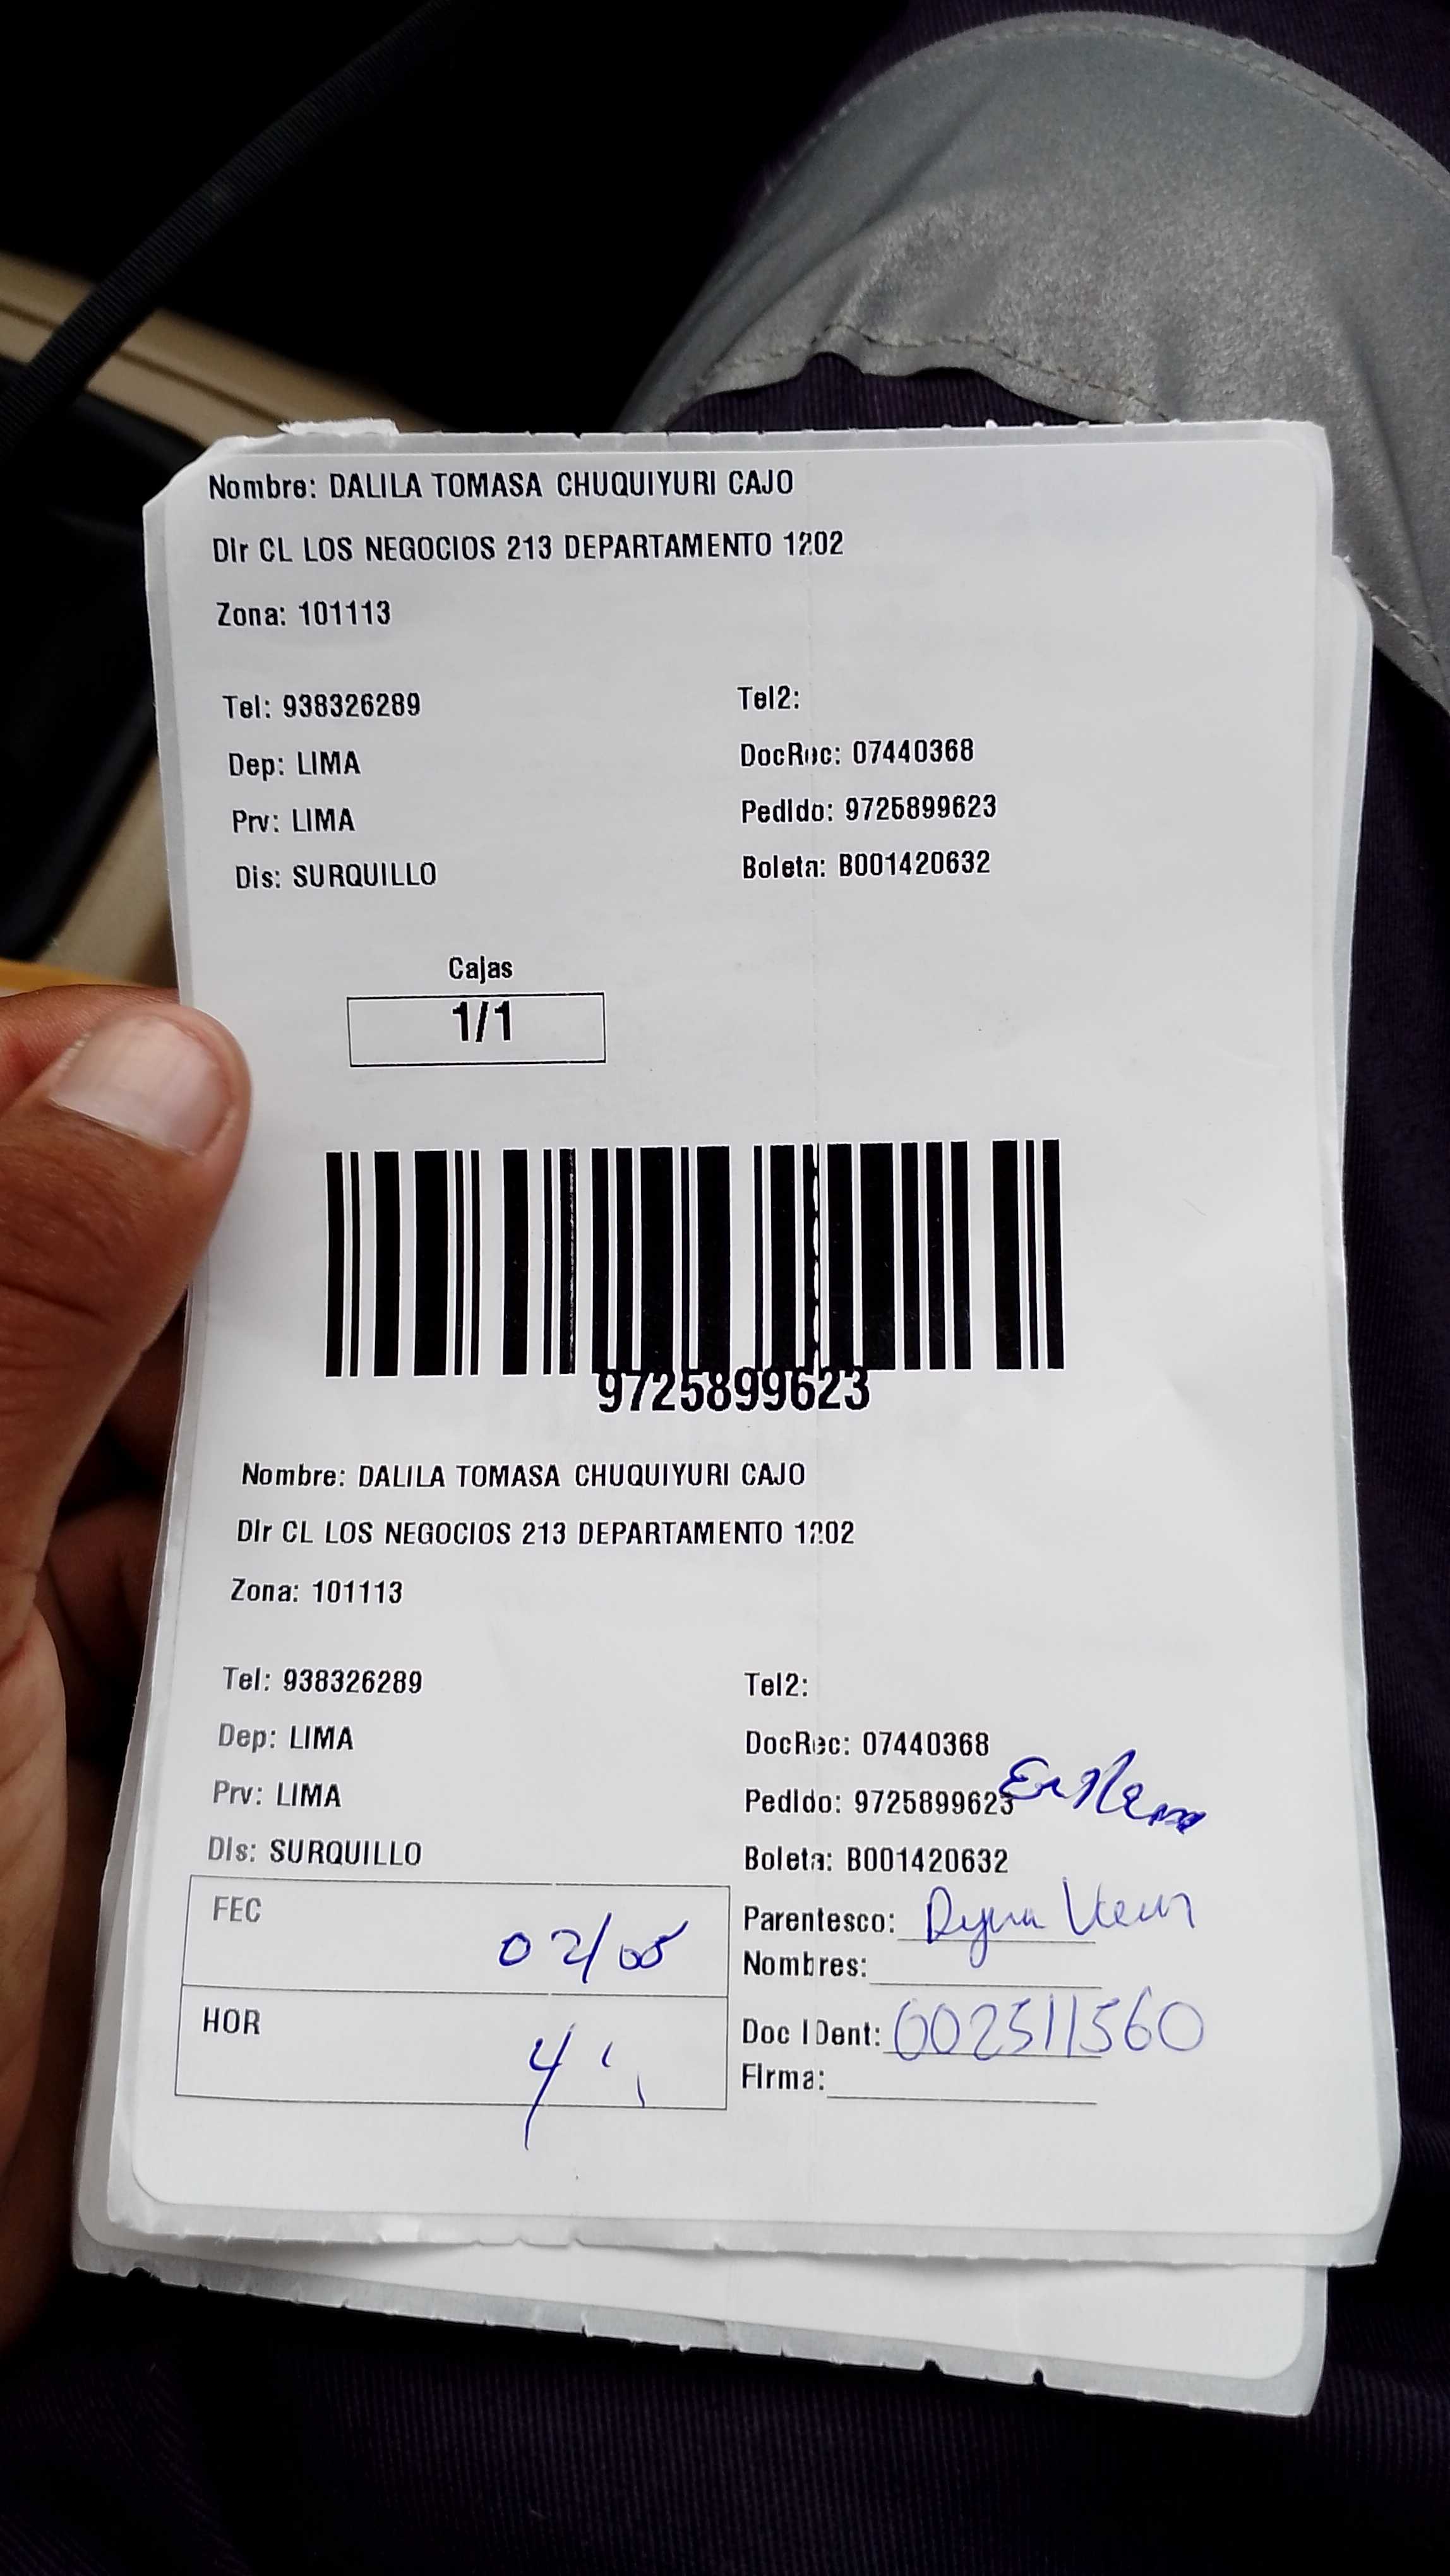 Nombre: DALILA TOMASA CHUQUIYURI CAJO
Dir CL LOS NEGOCIOS 213 DEPARTAMENTO 1202
Zona: 101113
Tel: 938326289 Tel2:
Dep: LIMA DocRec: 07440368
Prv: LIMA Pedido: 9725899623
Dis: SURQUILLO Boleta: B001420632
Cajas
1/1
9725899623
Nombre: DALILA TOMASA CHUQUIYURI CAJO
Dir CL LOS NEGOCIOS 213 DEPARTAMENTO 1202
Zona: 101113
Tel: 938326289 Tel2:
Dep: LIMA DocRec: 07440368
Prv: LIMA Pedido: 9725899623
Dis: SURQUILLO Boleta: B001420632
FEC 02/05 Parentesco:
Nombres:
HOR Doc IDent: 002511560
Firma: